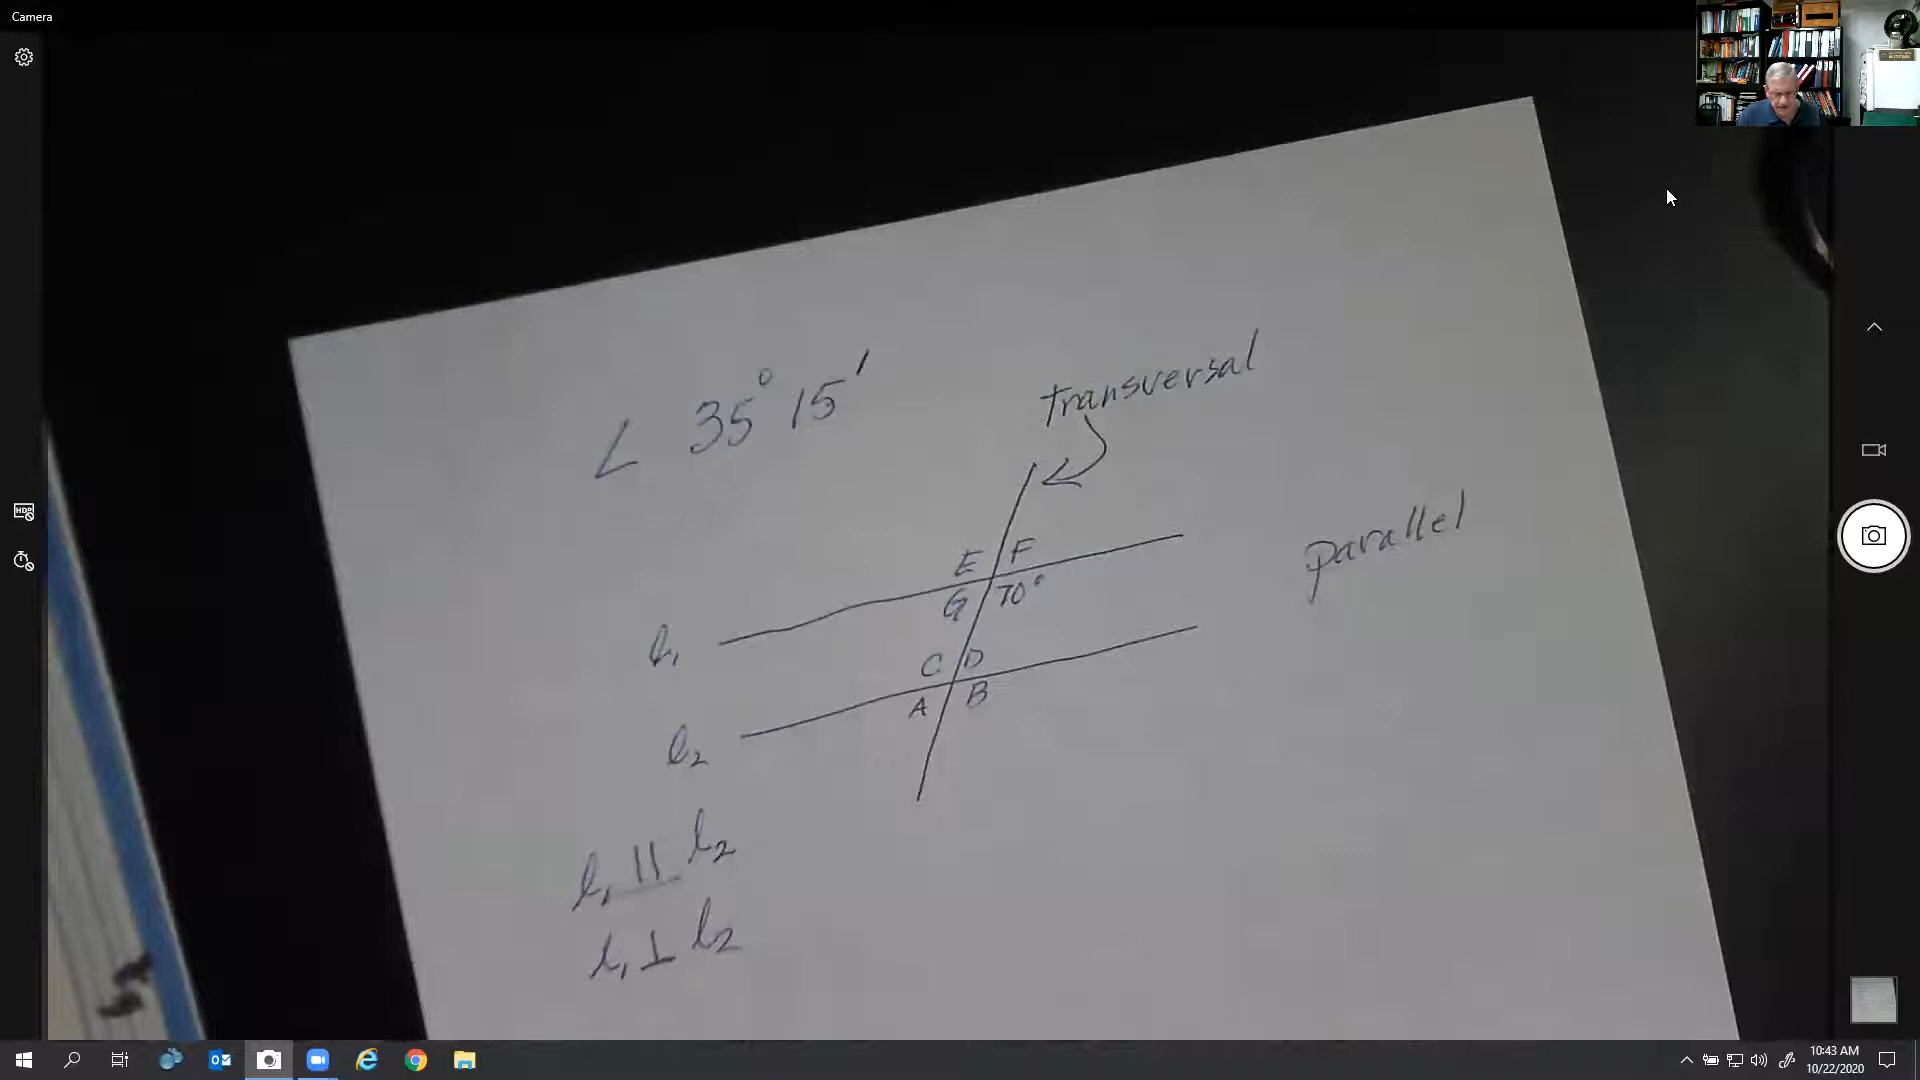 Camera
∠ 35° 15'
transversal
E F
G 70°
parallel
l₁
C D
A B
l₂
l₁ || l₂
l₁ ⊥ l₂
10:43 AM
10/22/2020